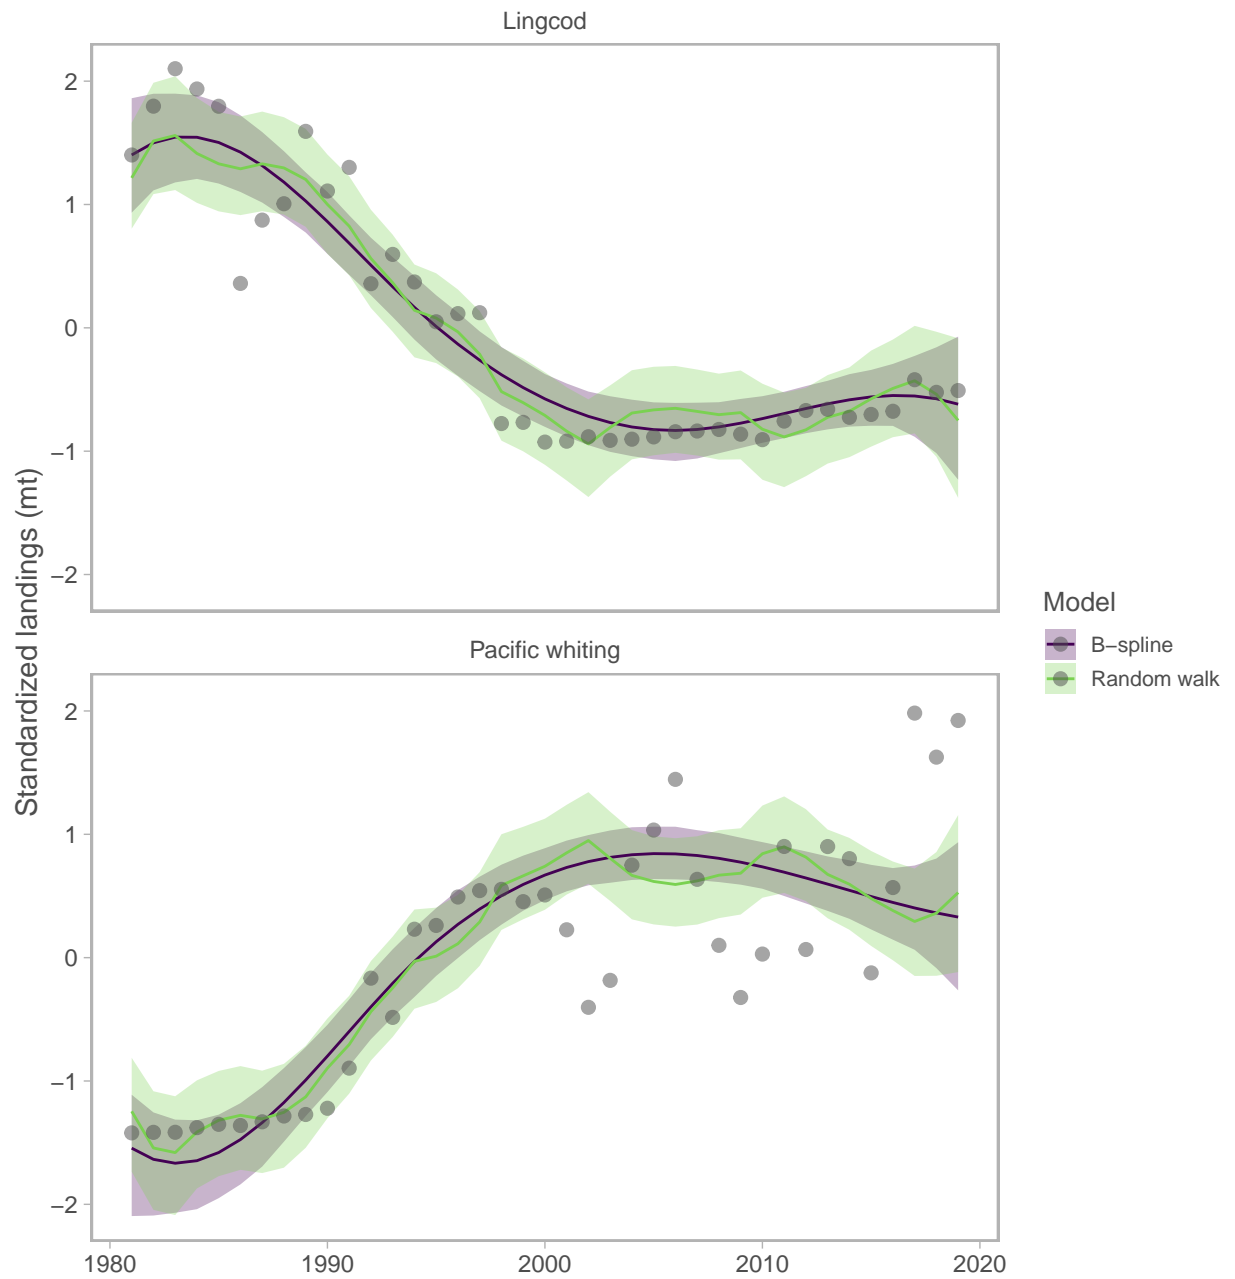 Lingcod
2
1
0
−1
−2
Standardized landings (mt)
Pacific whiting
2
1
0
−1
−2
1980 1990 2000 2010 2020
Model
B−spline
Random walk